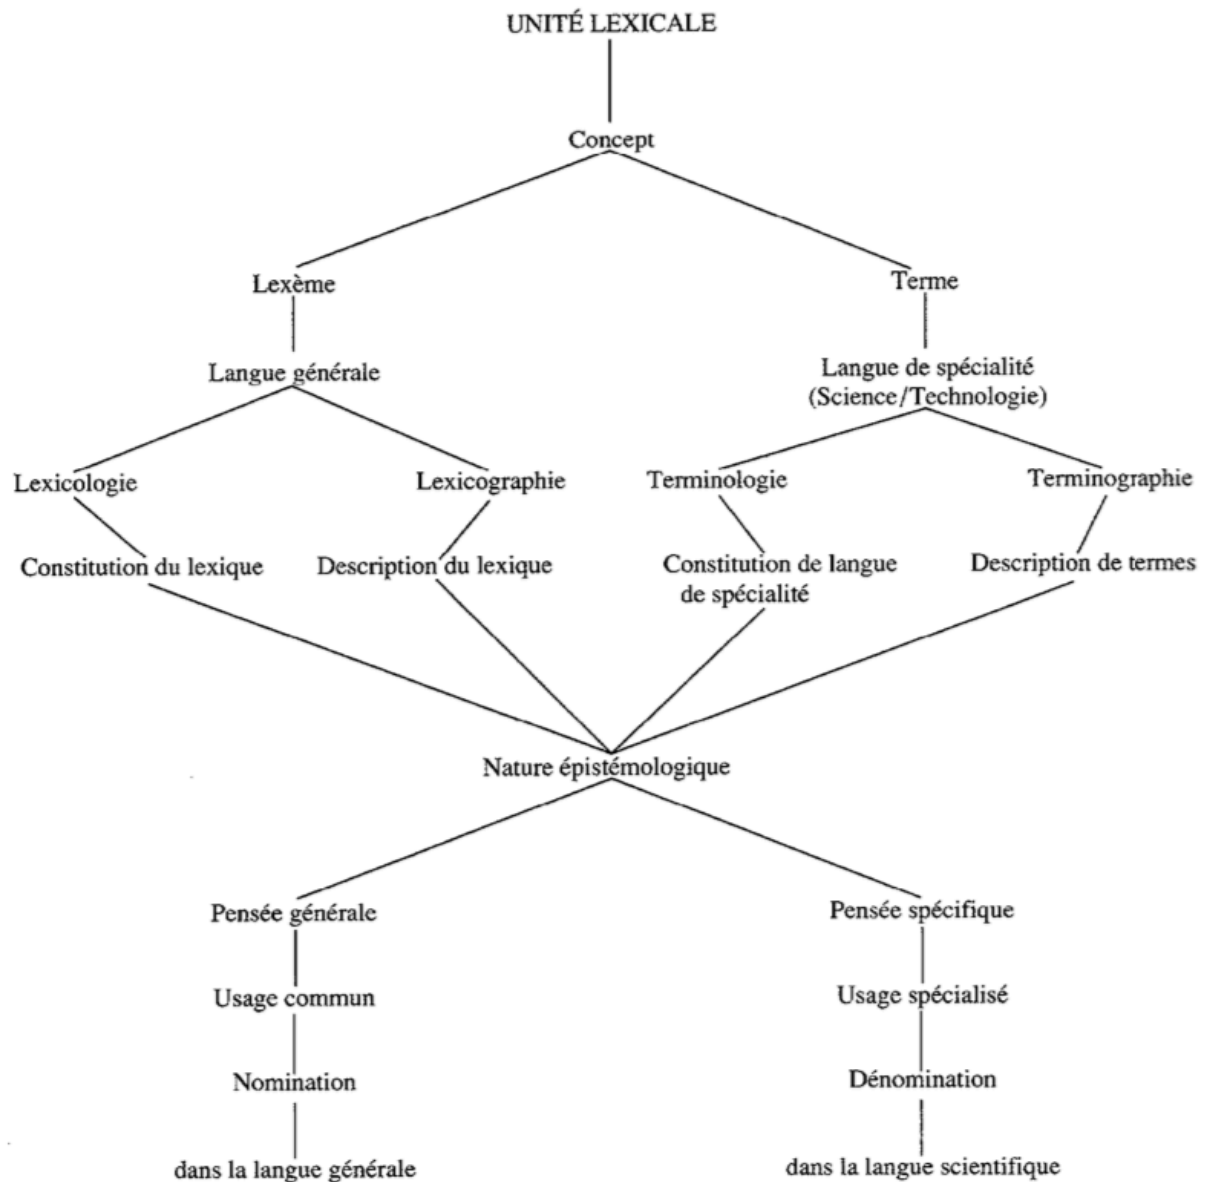 UNITÉ LEXICALE
Concept
Lexème
Terme
Langue générale
Langue de spécialité
(Science/Technologie)
Lexicologie
Lexicographie
Terminologie
Terminographie
Constitution du lexique
Description du lexique
Constitution de langue
de spécialité
Description de termes
Nature épistémologique
Pensée générale
Pensée spécifique
Usage commun
Usage spécialisé
Nomination
Dénomination
dans la langue générale
dans la langue scientifique